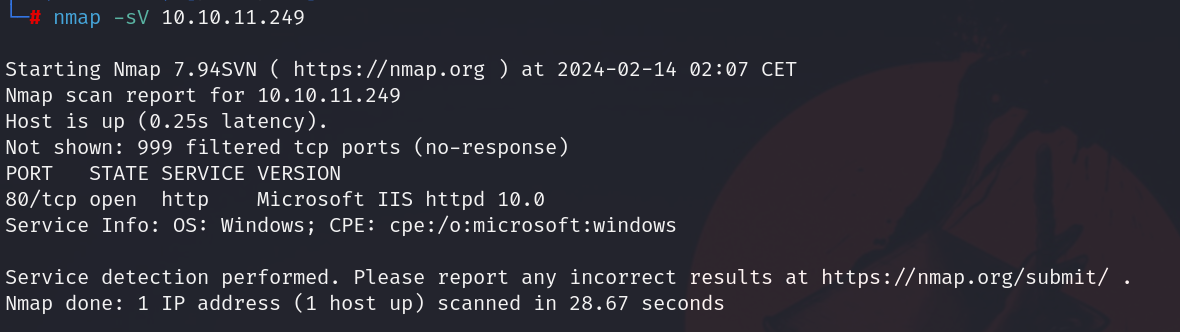 └─# nmap -sV 10.10.11.249
Starting Nmap 7.94SVN ( https://nmap.org ) at 2024-02-14 02:07 CET
Nmap scan report for 10.10.11.249
Host is up (0.25s latency).
Not shown: 999 filtered tcp ports (no-response)
PORT   STATE SERVICE VERSION
80/tcp open  http    Microsoft IIS httpd 10.0
Service Info: OS: Windows; CPE: cpe:/o:microsoft:windows
Service detection performed. Please report any incorrect results at https://nmap.org/submit/ .
Nmap done: 1 IP address (1 host up) scanned in 28.67 seconds